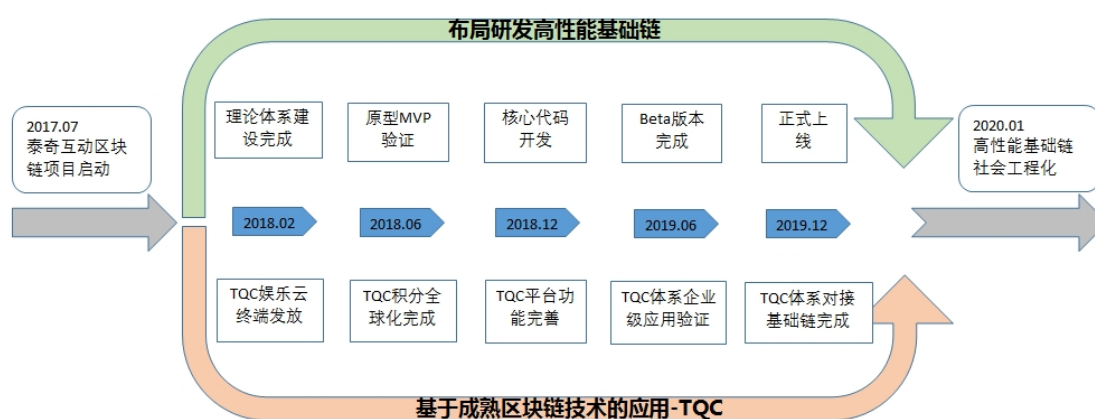 布局研发高性能基础链
2017.07
泰奇互动区块
链项目启动
理论体系建
设完成
原型MVP
验证
核心代码
开发
Beta版本
完成
正式上
线
2020.01
高性能基础链
社会工程化
2018.02
2018.06
2018.12
2019.06
2019.12
TQC娱乐云
终端发放
TQC积分全
球化完成
TQC平台功
能完善
TQC体系企业
级应用验证
TQC体系对接
基础链完成
基于成熟区块链技术的应用-TQC